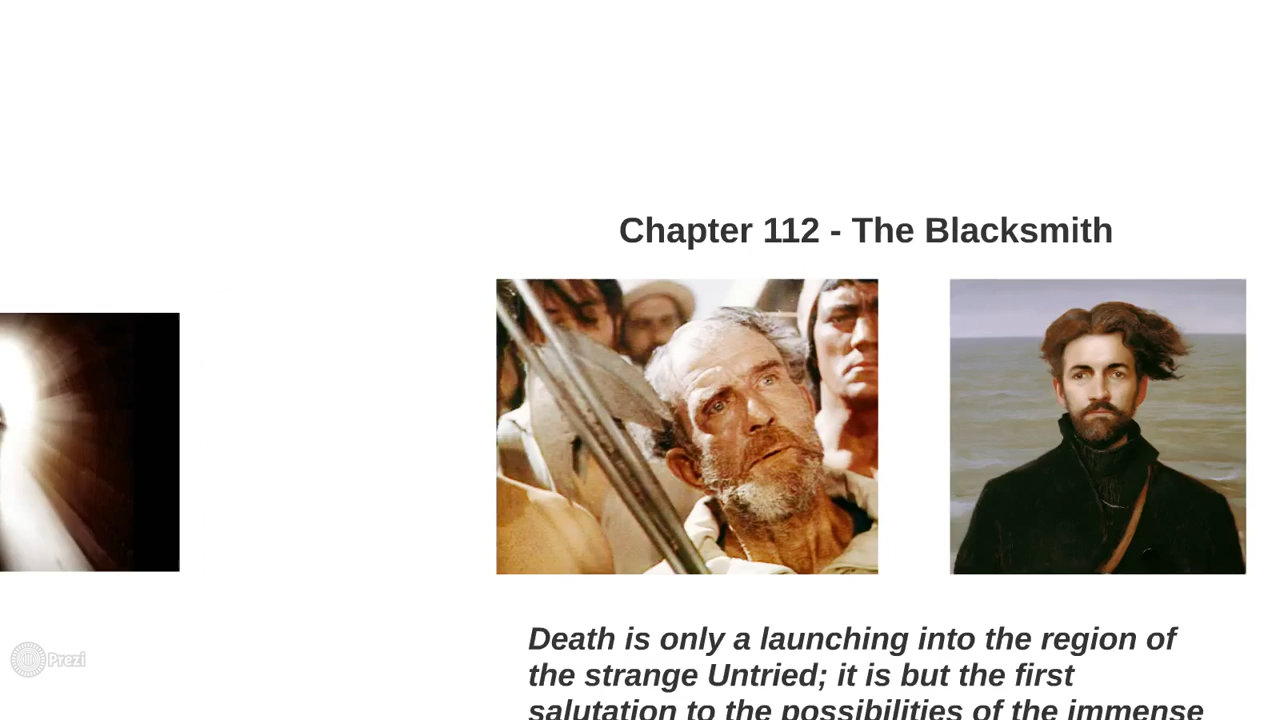 Chapter 112 - The Blacksmith
Death is only a launching into the region of
the strange Untried; it is but the first
salutation to the possibilities of the immense
Prezi